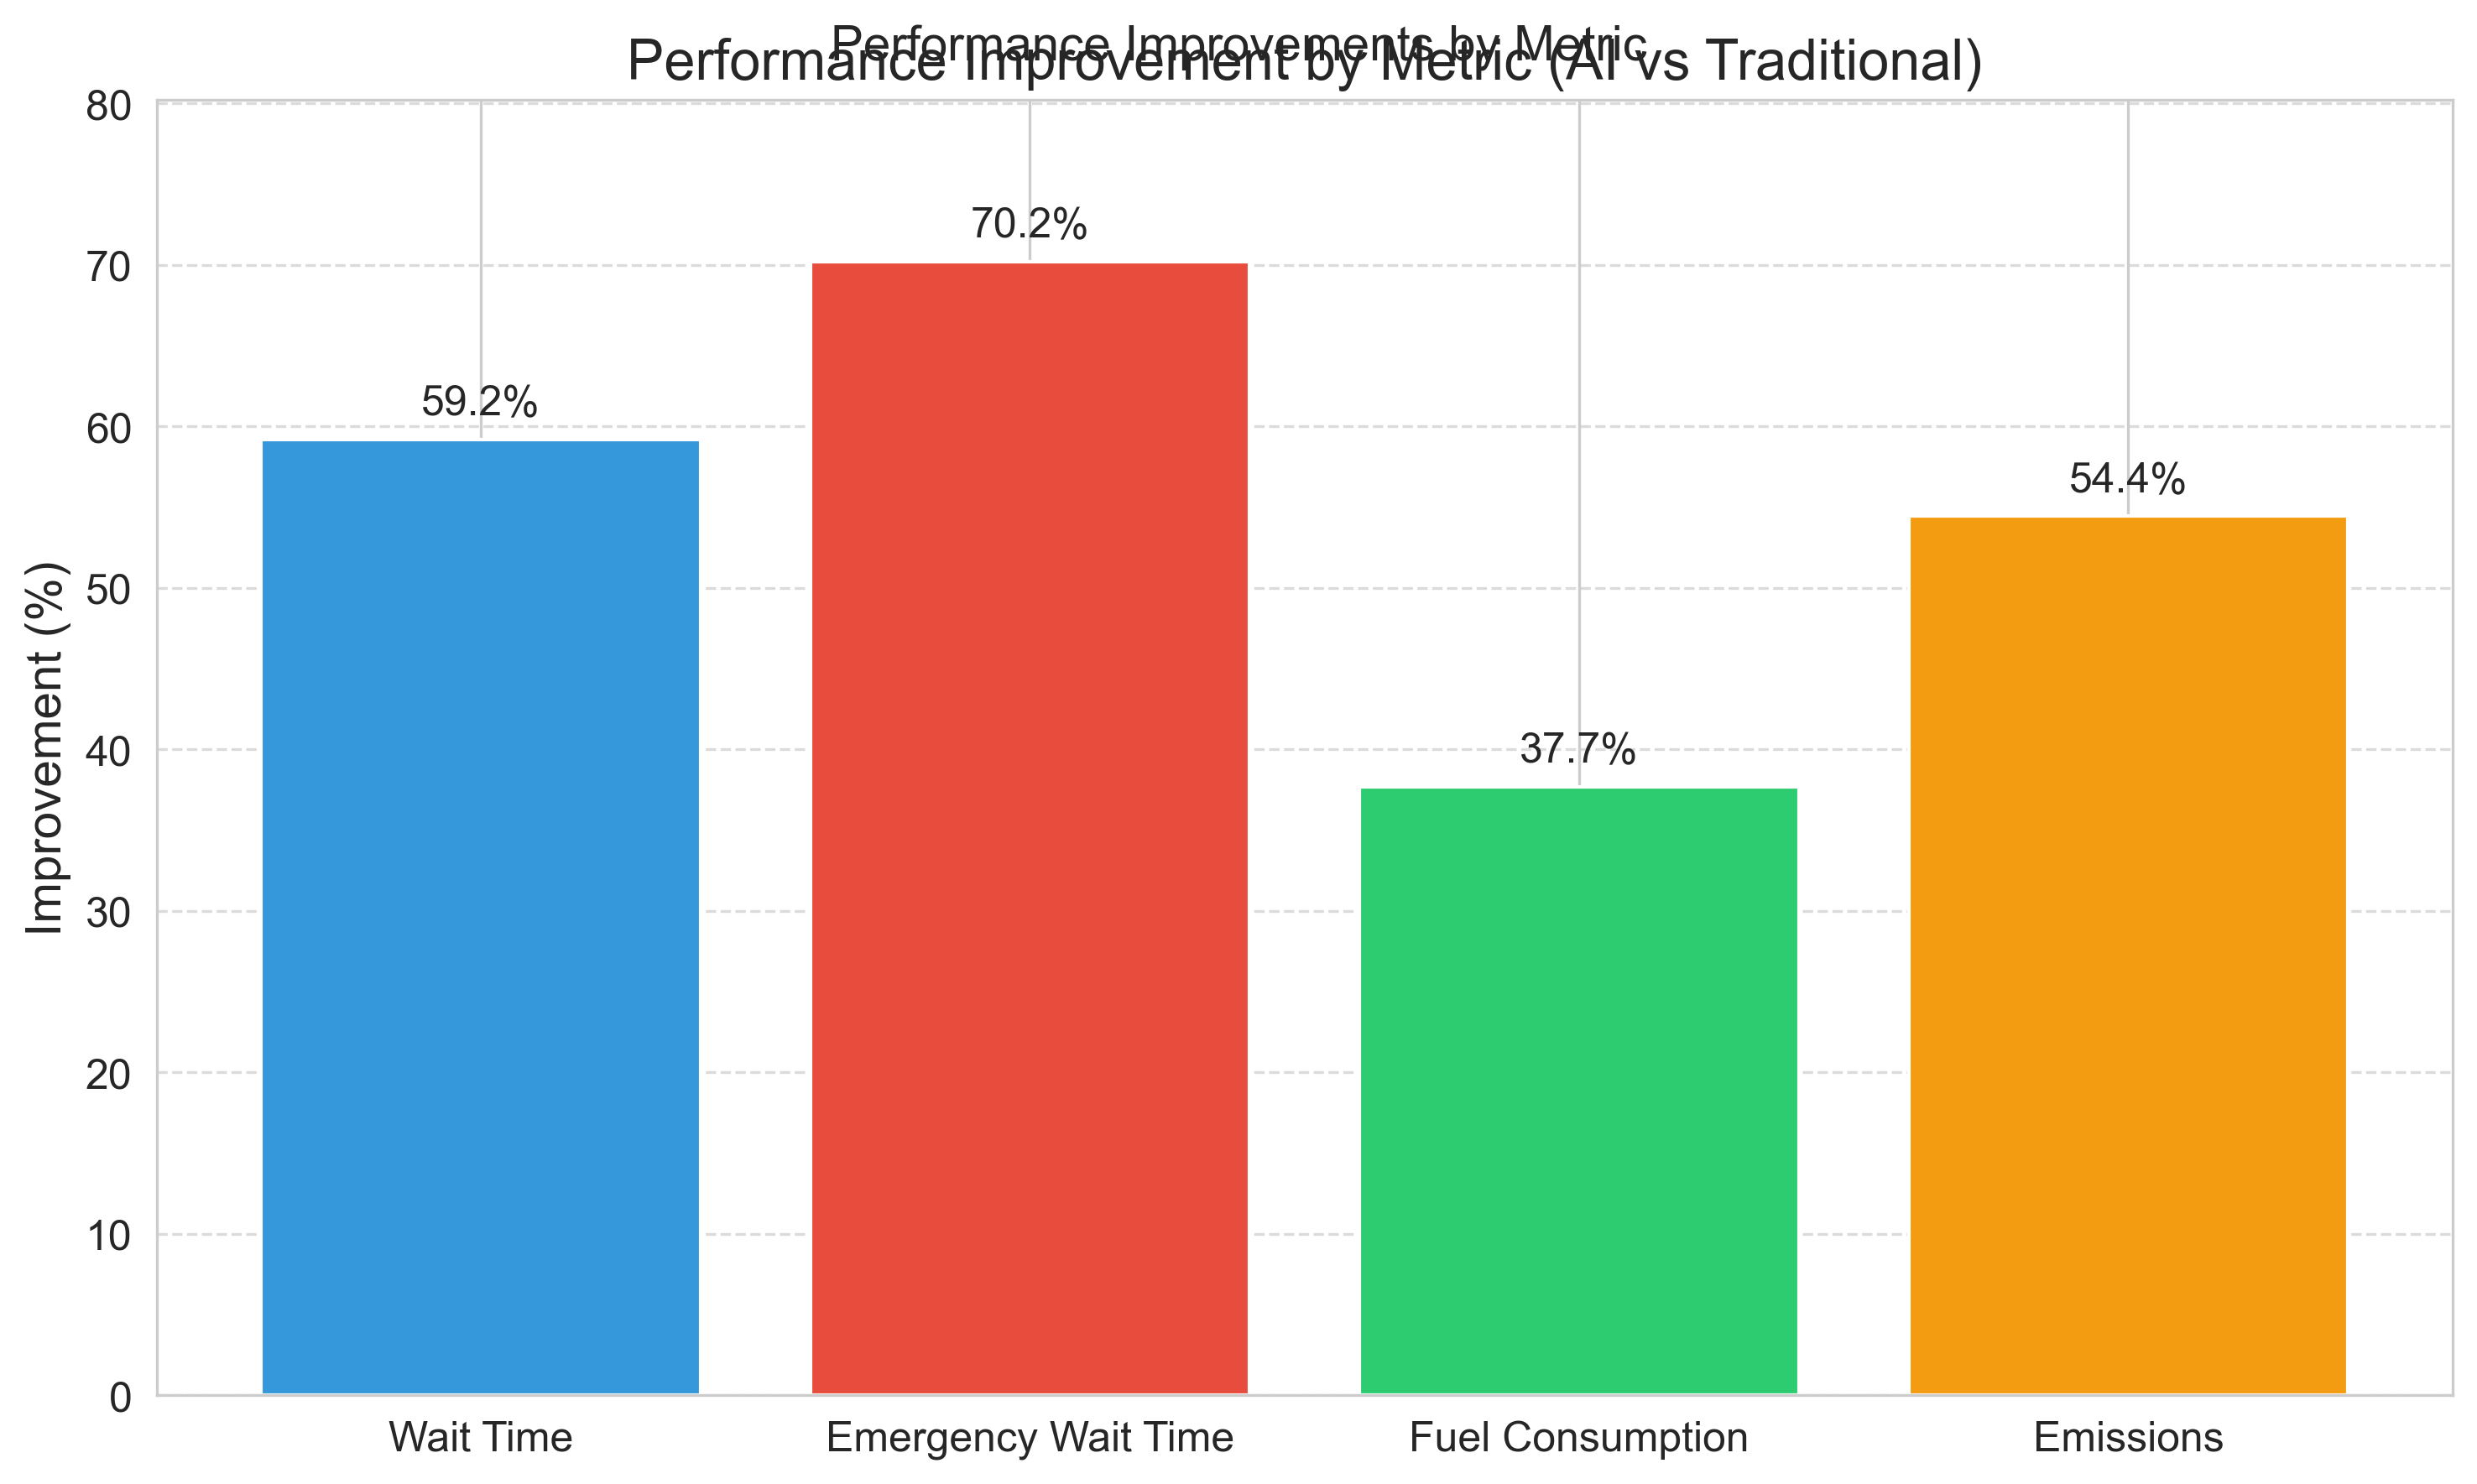 Performance Improvements by Metric
Performance Improvement by Metric (AI vs Traditional)
80
70
60
50
40
30
20
10
0
Improvement (%)
59.2%
70.2%
37.7%
54.4%
Wait Time
Emergency Wait Time
Fuel Consumption
Emissions